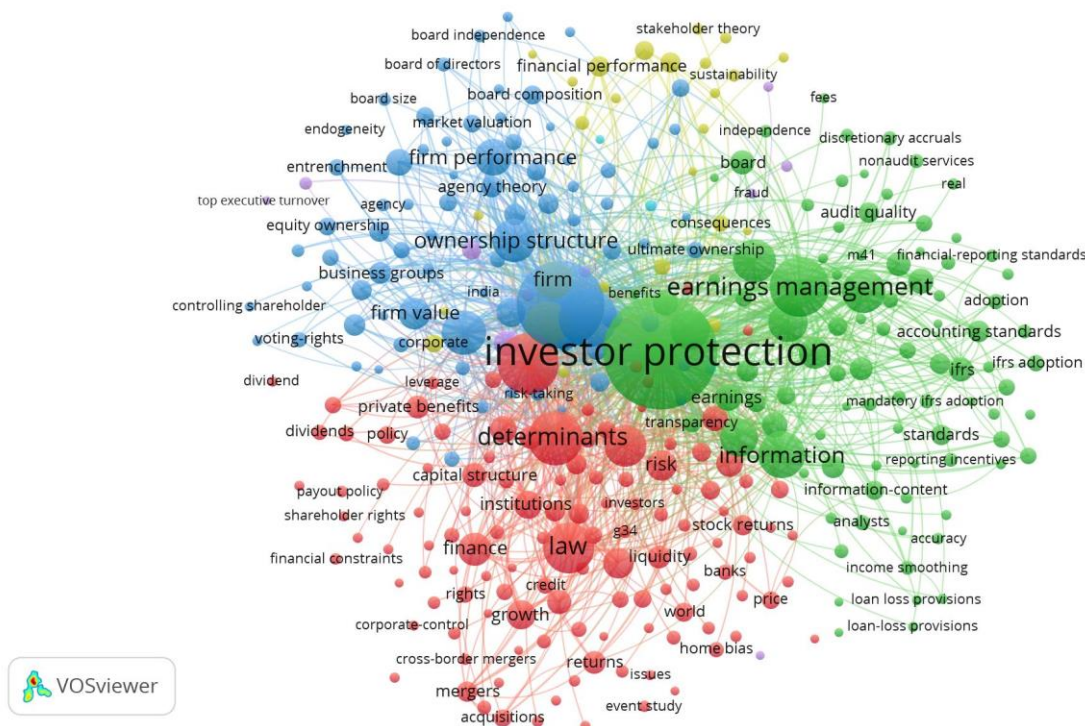 board independence
stakeholder theory
board of directors
financial performance
sustainability
board size
board composition
fees
market valuation
independence
endogeneity
discretionary accruals
firm performance
board
nonaudit services
entrenchment
agency theory
fraud
real
top executive turnover
agency
audit quality
equity ownership
consequences
ownership structure
ultimate ownership
m41
financial-reporting standards
business groups
firm
india
benefits
earnings management
adoption
controlling shareholder
firm value
voting-rights
corporate
accounting standards
investor protection
ifrs
ifrs adoption
dividend
leverage
risk-taking
earnings
mandatory ifrs adoption
private benefits
transparency
dividends
policy
determinants
standards
information
reporting incentives
capital structure
risk
payout policy
institutions
investors
information-content
shareholder rights
g34
stock returns
analysts
finance
law
liquidity
accuracy
financial constraints
credit
banks
income smoothing
rights
growth
world
price
loan loss provisions
corporate-control
home bias
loan-loss provisions
cross-border mergers
returns
issues
mergers
event study
acquisitions
VOSviewer